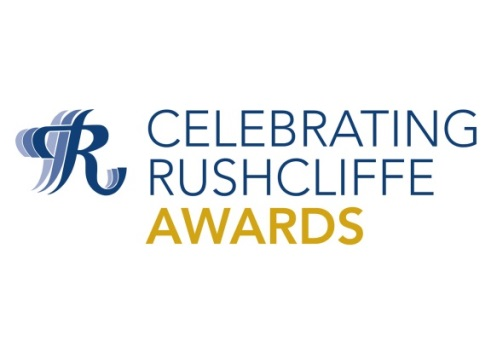 R
CELEBRATING
RUSHCLIFFE
AWARDS